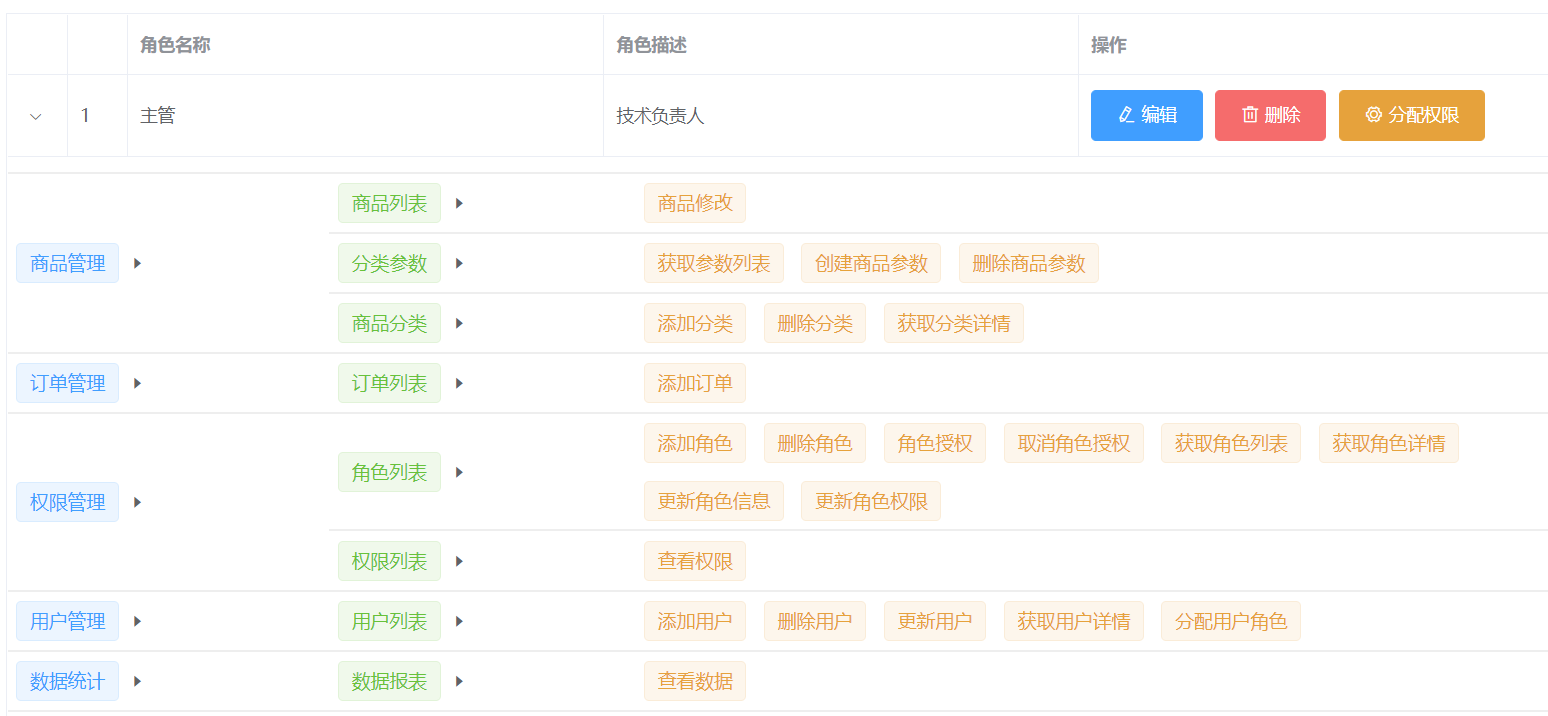 角色名称 角色描述 操作
1 主管 技术负责人 编辑 删除 分配权限
商品列表 商品修改
商品管理 分类参数 获取参数列表 创建商品参数 删除商品参数
商品分类 添加分类 删除分类 获取分类详情
订单管理 订单列表 添加订单
添加角色 删除角色 角色授权 取消角色授权 获取角色列表 获取角色详情
角色列表
权限管理 更新角色信息 更新角色权限
权限列表 查看权限
用户管理 用户列表 添加用户 删除用户 更新用户 获取用户详情 分配用户角色
数据统计 数据报表 查看数据